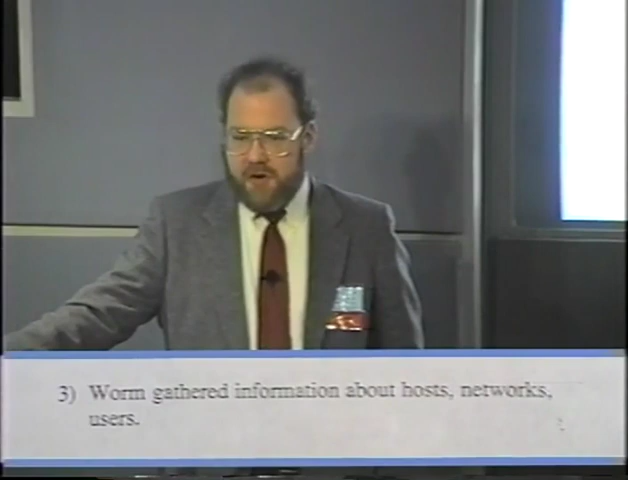 3) Worm gathered information about hosts, networks,
users.